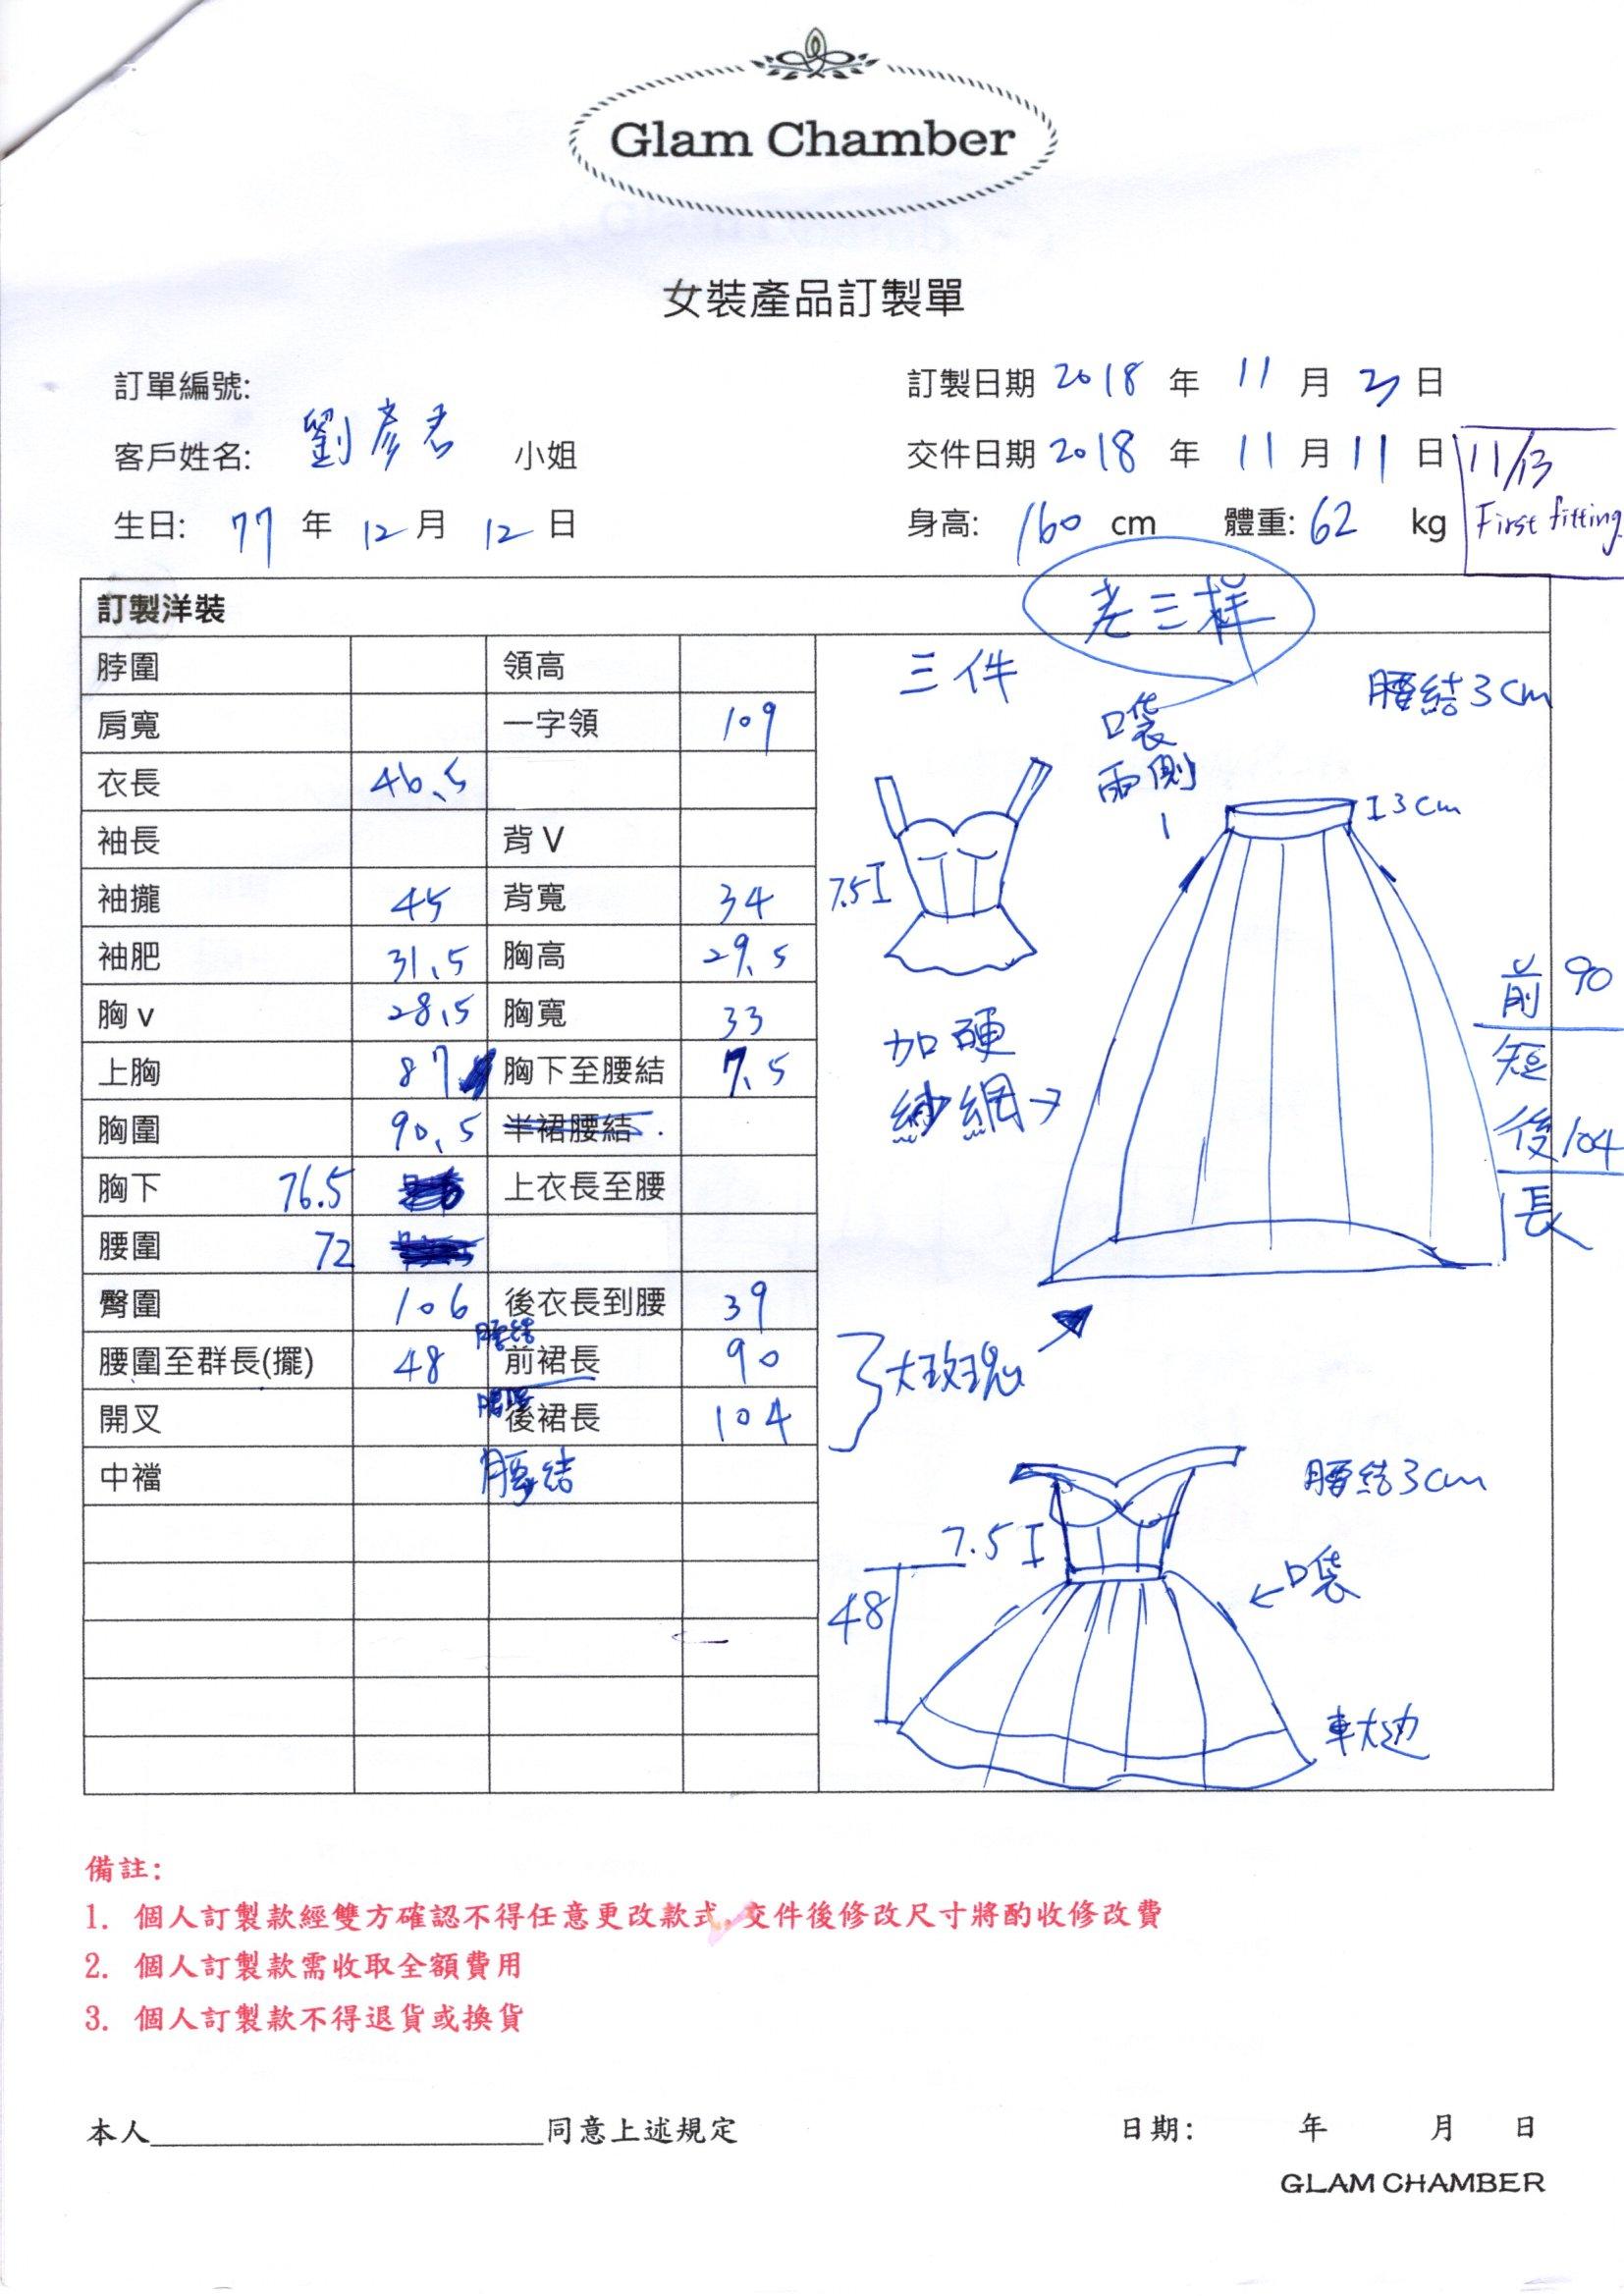 Glam Chamber
女裝產品訂製單
訂單編號: 訂製日期 2018 年 11 月 日
客戶姓名: 劉彥君 小姐 交件日期 2018 年 11 月 11 日 11/13
生日: 77 年 12 月 12 日 身高: 160 cm 體重: 62 kg First fitting
訂製洋裝 老三樣
脖圍 領高 三件 腰結3cm
肩寬 一字領 109 口袋
衣長 46.5 兩側
袖長 背V 3cm
袖攏 45 背寬 34 7.5
袖肥 31.5 胸高 29.5 前 90
胸v 28.5 胸寬 33 加硬 短
上胸 87 胸下至腰結 7.5 紗網→
胸圍 90.5 半裙腰結 後104
胸下 76.5 上衣長至腰 長
腰圍 72
臀圍 106 後衣長到腰 39
腰圍至群長(擺) 48 腰結 前裙長 90 大玫瑰
開叉 後裙長 104
中襠 腰結 腰結3cm
7.5
←口袋
48
車大边
備註:
1. 個人訂製款經雙方確認不得任意更改款式, 交件後修改尺寸將酌收修改費
2. 個人訂製款需收取全額費用
3. 個人訂製款不得退貨或換貨
本人 同意上述規定 日期: 年 月 日
GLAM CHAMBER